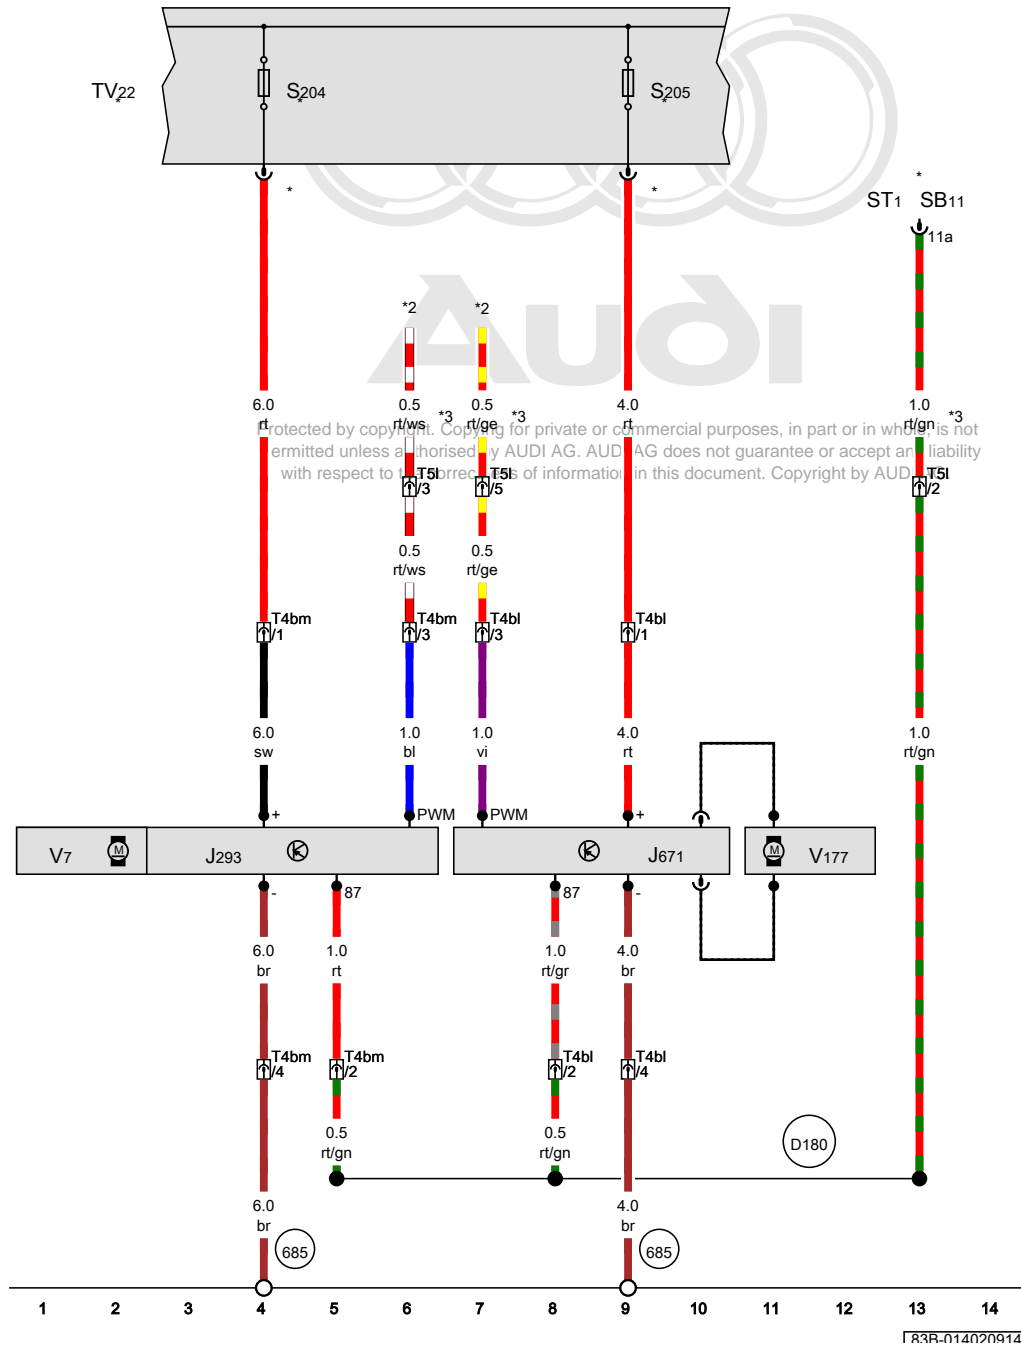 TV22
*
S204
*
S205
*
*
*
*
ST1 SB11
11a
*2 *2
Audi
6.0 0.5 0.5 4.0 1.0
rt rt/ws *3 rt/ge *3 rt rt/gn *3
Protected by copyright. Copying for private or commercial purposes, in part or in whole, is not
ermitted unless authorised by AUDI AG. AUDI AG does not guarantee or accept any liability
with respect to the correctness of information in this document. Copyright by AUDI AG.
T5l T5l T5l
/3 /5 /2
0.5 0.5
rt/ws rt/ge
T4bm T4bm T4bl T4bl
/1 /3 /3 /1
6.0 1.0 1.0 4.0 1.0
sw bl vi rt rt/gn
+ PWM PWM +
V7 M J293 J671 M V177
- 87 87 -
6.0 1.0 1.0 4.0
br rt rt/gr br
T4bm T4bm T4bl T4bl
/4 /2 /2 /4
0.5 0.5
rt/gn rt/gn
D180
6.0 4.0
br br
685 685
1 2 3 4 5 6 7 8 9 10 11 12 13 14
83B-014020914